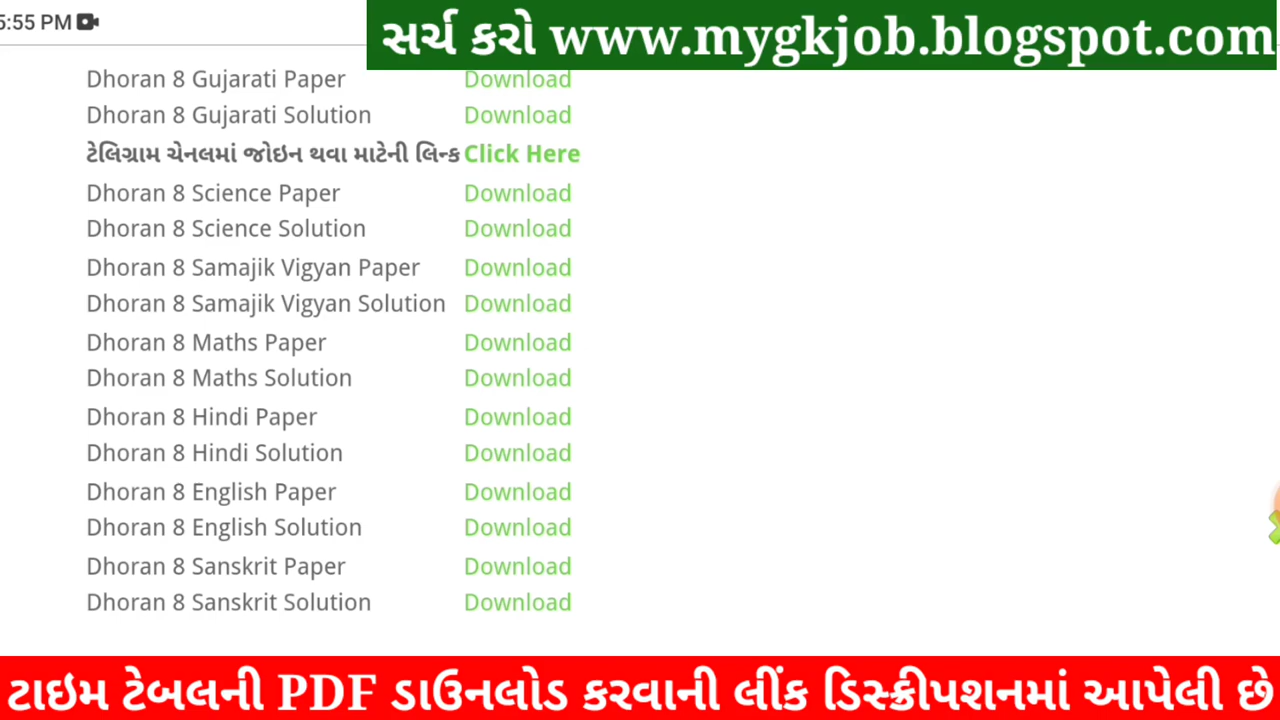 5:55 PM
સર્ચ કરો www.mygkjob.blogspot.com
Dhoran 8 Gujarati Paper Download
Dhoran 8 Gujarati Solution Download
ટેલિગ્રામ ચેનલમાં જોઇન થવા માટેની લિન્ક Click Here
Dhoran 8 Science Paper Download
Dhoran 8 Science Solution Download
Dhoran 8 Samajik Vigyan Paper Download
Dhoran 8 Samajik Vigyan Solution Download
Dhoran 8 Maths Paper Download
Dhoran 8 Maths Solution Download
Dhoran 8 Hindi Paper Download
Dhoran 8 Hindi Solution Download
Dhoran 8 English Paper Download
Dhoran 8 English Solution Download
Dhoran 8 Sanskrit Paper Download
Dhoran 8 Sanskrit Solution Download
ટાઇમ ટેબલની PDF ડાઉનલોડ કરવાની લીંક ડિસ્ક્રીપશનમાં આપેલી છે